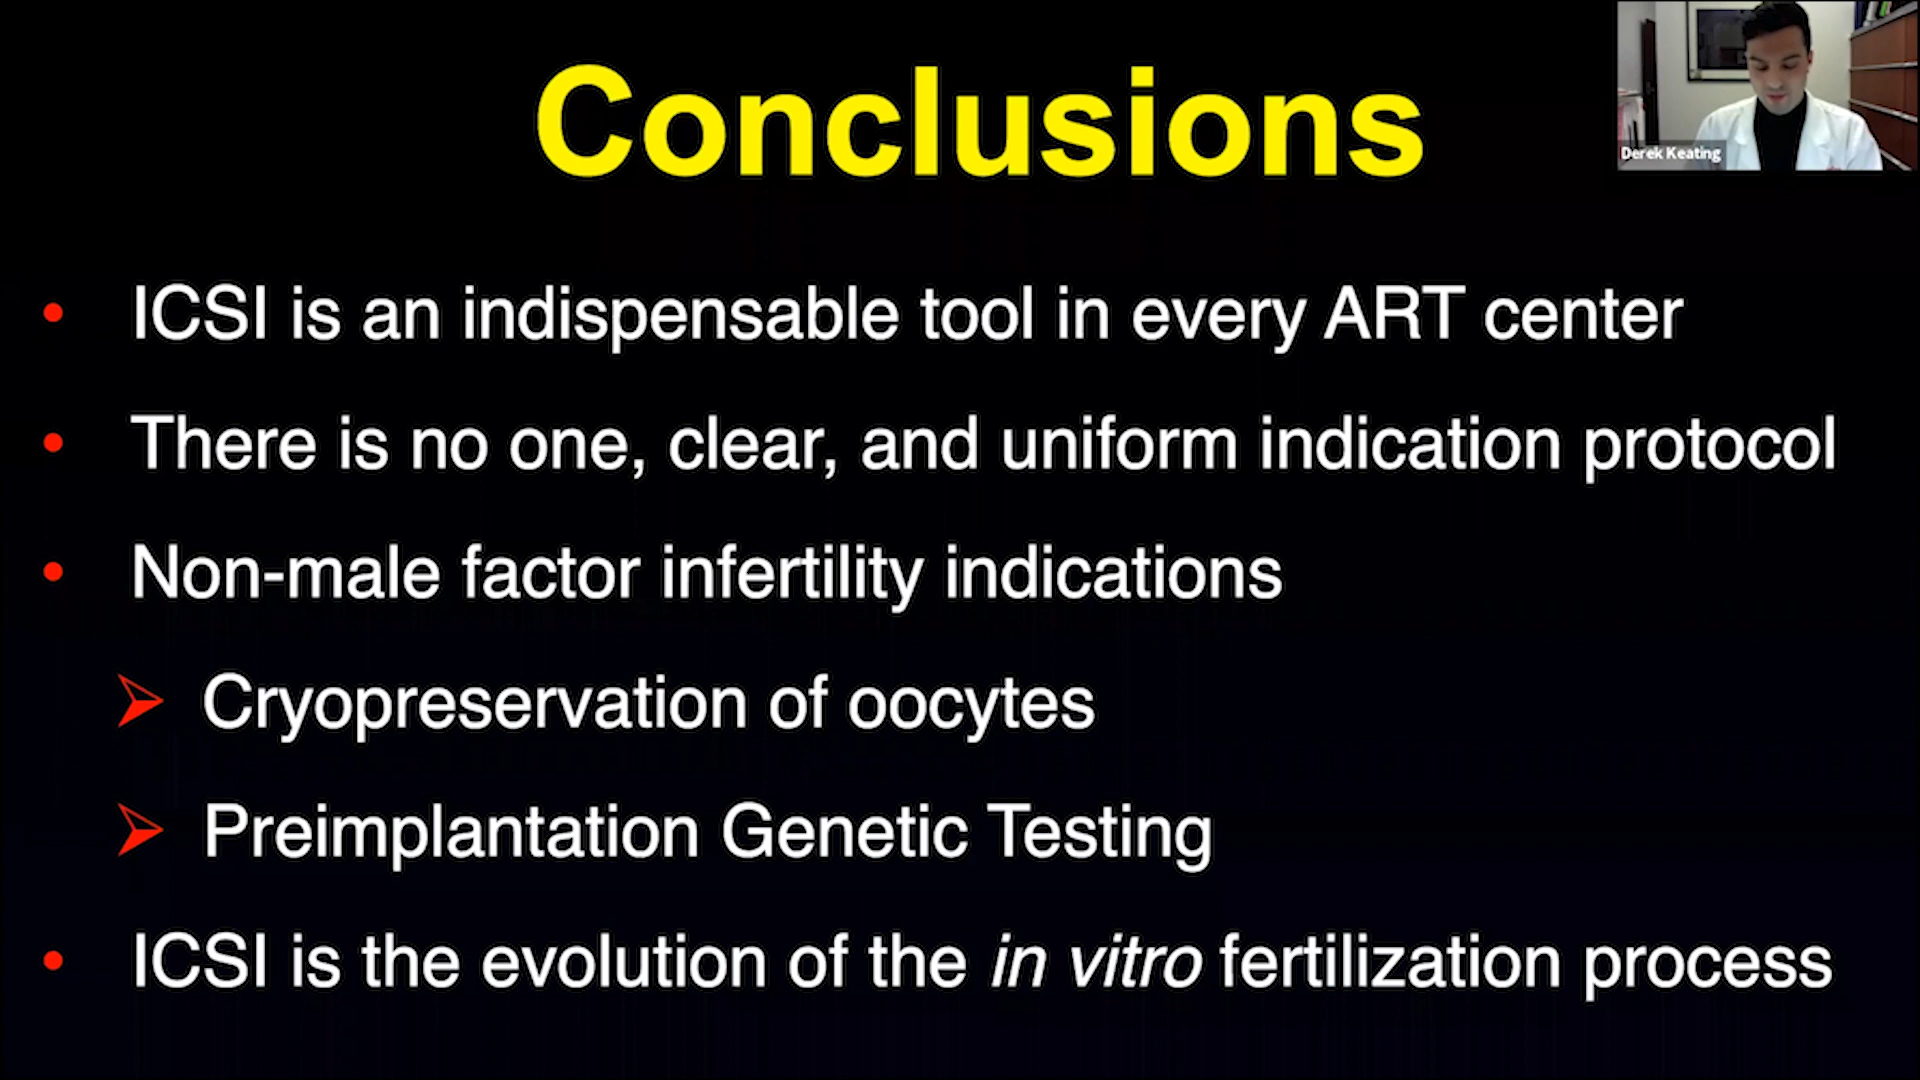 Conclusions
Derek Keating
• ICSI is an indispensable tool in every ART center
• There is no one, clear, and uniform indication protocol
• Non-male factor infertility indications
➢ Cryopreservation of oocytes
➢ Preimplantation Genetic Testing
• ICSI is the evolution of the in vitro fertilization process